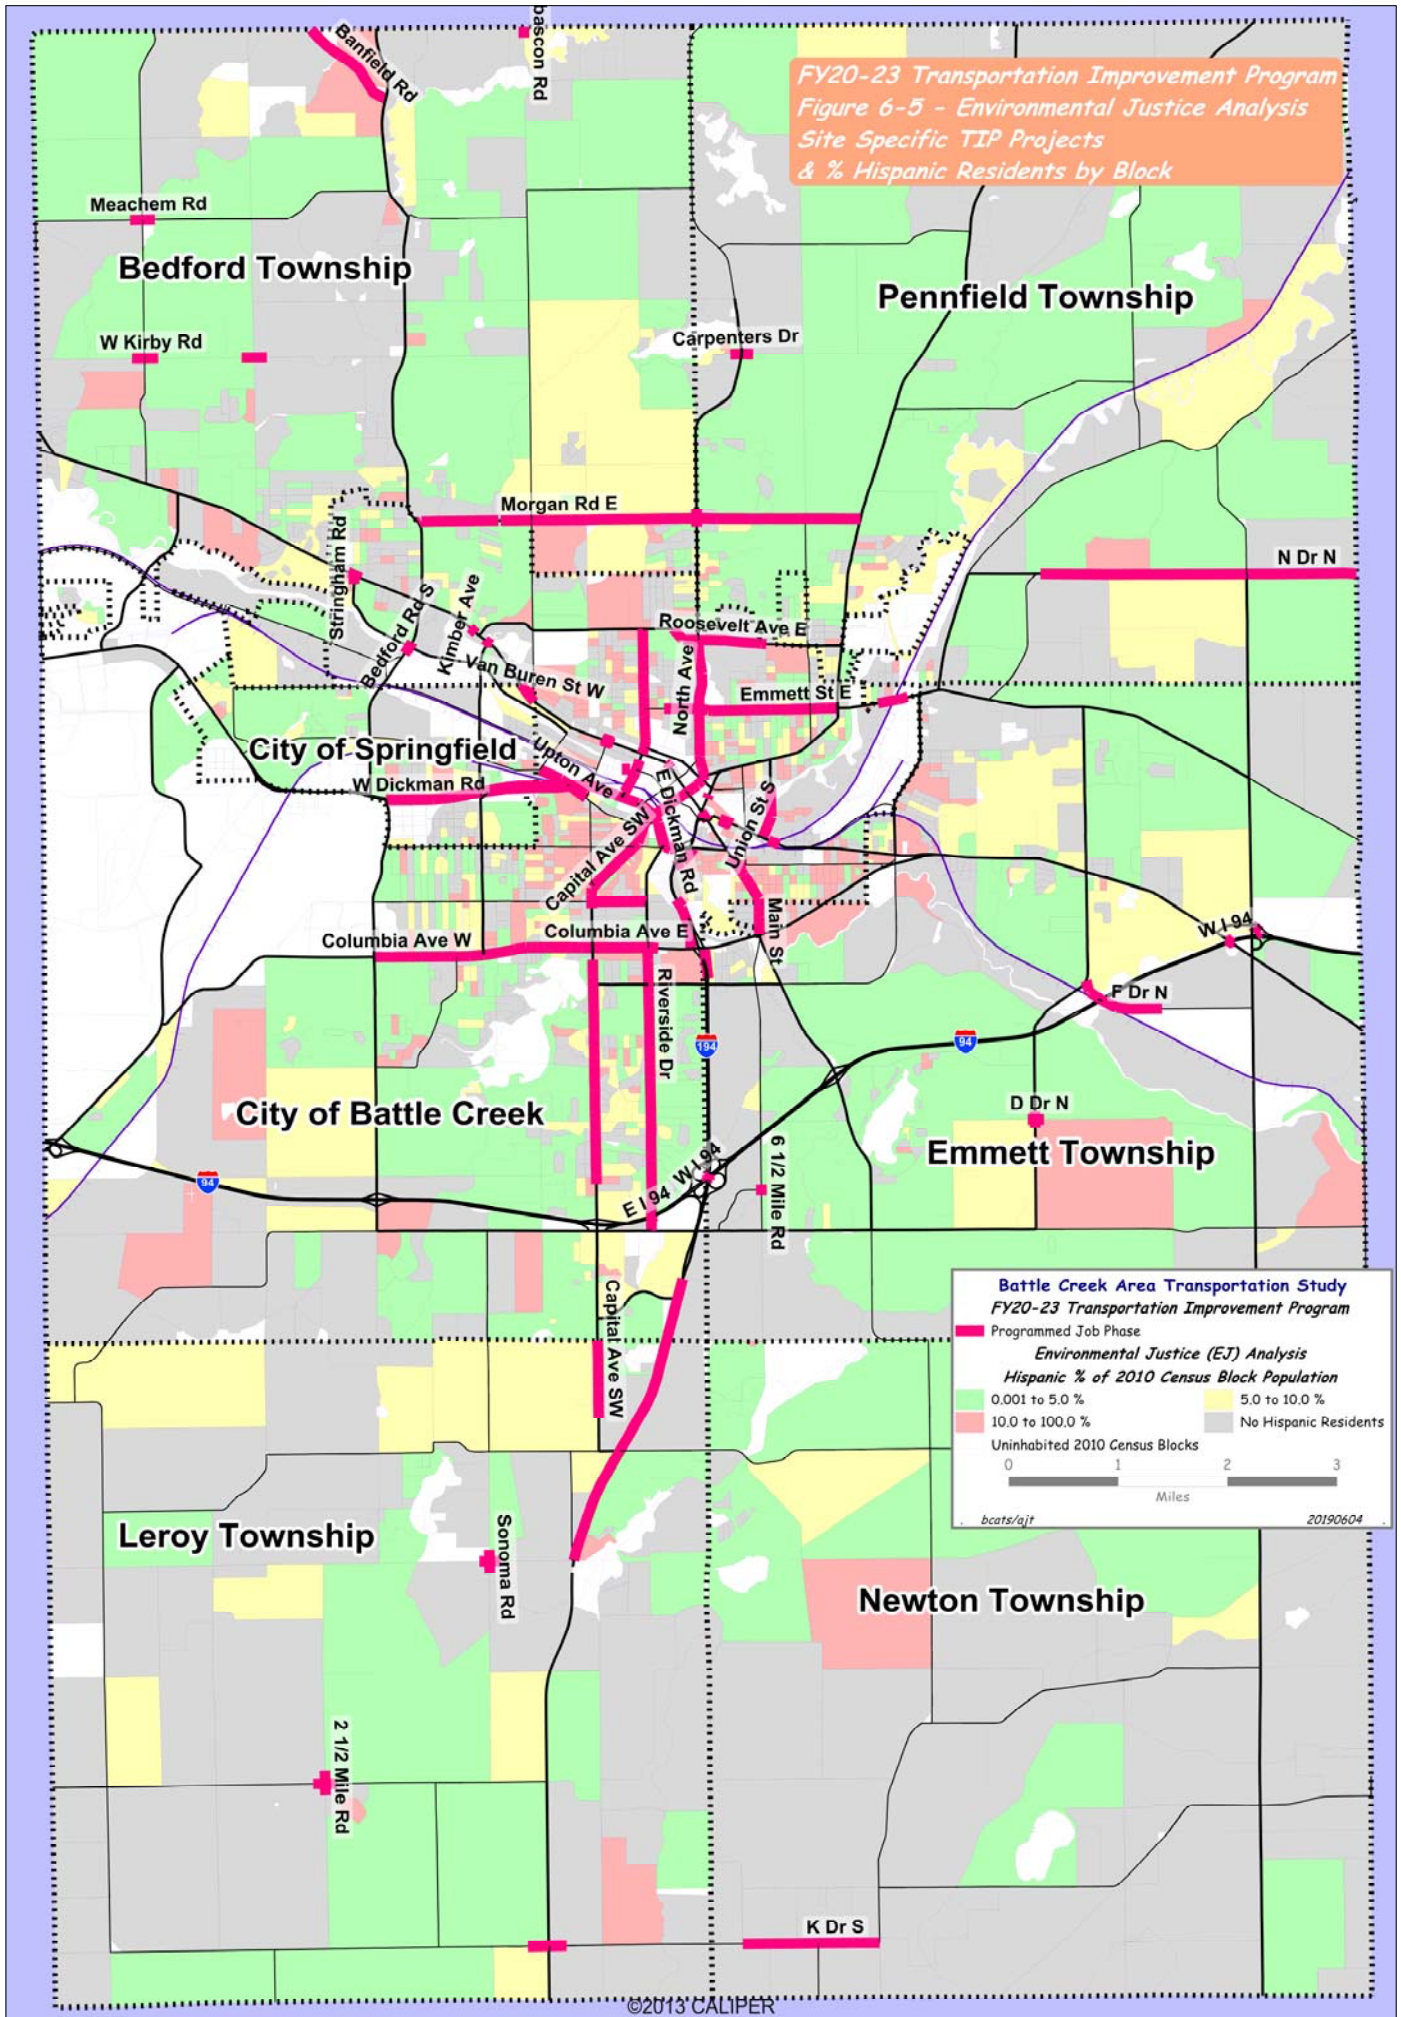 bascon Rd
Banfield Rd
FY20-23 Transportation Improvement Program
Figure 6-5 - Environmental Justice Analysis
Site Specific TIP Projects
& % Hispanic Residents by Block
Meachem Rd
Bedford Township
Pennfield Township
W Kirby Rd
Carpenters Dr
Morgan Rd E
Stringham Rd
N Dr N
Bedford Rd S
Kimber Ave
Roosevelt Ave E
Van Buren St W
North Ave
Emmett St E
City of Springfield
Upton Ave
W Dickman Rd
E Dickman Rd
Union St S
Capital Ave SW
Main St
W I 94
Columbia Ave W
Columbia Ave E
Riverside Dr
F Dr N
194
94
City of Battle Creek
D Dr N
Emmett Township
6 1/2 Mile Rd
94
E I 94
W I 94
Capital Ave SW
Battle Creek Area Transportation Study
FY20-23 Transportation Improvement Program
Programmed Job Phase
Environmental Justice (EJ) Analysis
Hispanic % of 2010 Census Block Population
0.001 to 5.0 %
5.0 to 10.0 %
10.0 to 100.0 %
No Hispanic Residents
Uninhabited 2010 Census Blocks
0 1 2 3
Miles
bcats/ajt
20190604
Leroy Township
Sonoma Rd
Newton Township
2 1/2 Mile Rd
K Dr S
©2013 CALIPER